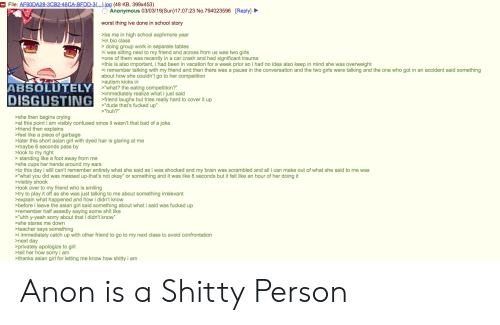 File: AF60DA28-3CB2-46CA-BFDD-3(...).jpg (48 KB, 399x453)
Anonymous 03/03/19(Sun)17:07:23 No.794023596 [Reply] ▶
worst thing ive done in school story
>be me in high school sophmore year
>in bio class
> doing group work in separate tables
>i was sitting next to my friend and across from us was two girls
>one of them was recently in a car crash and had significant trauma
>this is also important, i had been in vacation for a week prior so i had no idea also keep in mind she was overweight
>i remember talking with my friend and then there was a pause in the conversation and the two girls were talking and the one who got in an accident said something about how she couldn't go to her competition
>autism kicks in
>"what? the eating competition?"
>immediately realize what i just said
>friend laughs but tries really hard to cover it up
>"dude that's fucked up"
>"huh?"
ABSOLUTELY
DISGUSTING
>she then begins crying
>at this point i am visibly confused since it wasn't that bad of a joke
>friend then explains
>feel like a piece of garbage
>later this short asian girl with dyed hair is glaring at me
>maybe 6 seconds pass by
>look to my right
> standing like a foot away from me
>she cups her hands around my ears
>to this day i still can't remember entirely what she said as i was shocked and my brain was scrambled and all i can make out of what she said to me was
>"what you did was messed up-that's not okay" or something and it was like 8 seconds but it felt like an hour of her doing it
>visibly shook
>look over to my friend who is smiling
>try to play it off as she was just talking to me about something irrelevant
>explain what happened and how i didn't know
>before i leave the asian girl said something about what i said was fucked up
>remember half assedly saying some shit like
>"uhh y-yeah sorry about that I didn't know"
>she stares me down
>teacher says something
>i immediately catch up with other friend to go to my next class to avoid confrontation
>next day
>privately apologize to girl
>tell her how sorry i am
>thanks asian girl for letting me know how shitty i am
Anon is a Shitty Person